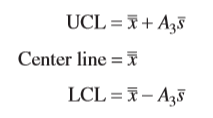 UCL = x̿ + A₃s̄
Center line = x̿
LCL = x̿ − A₃s̄